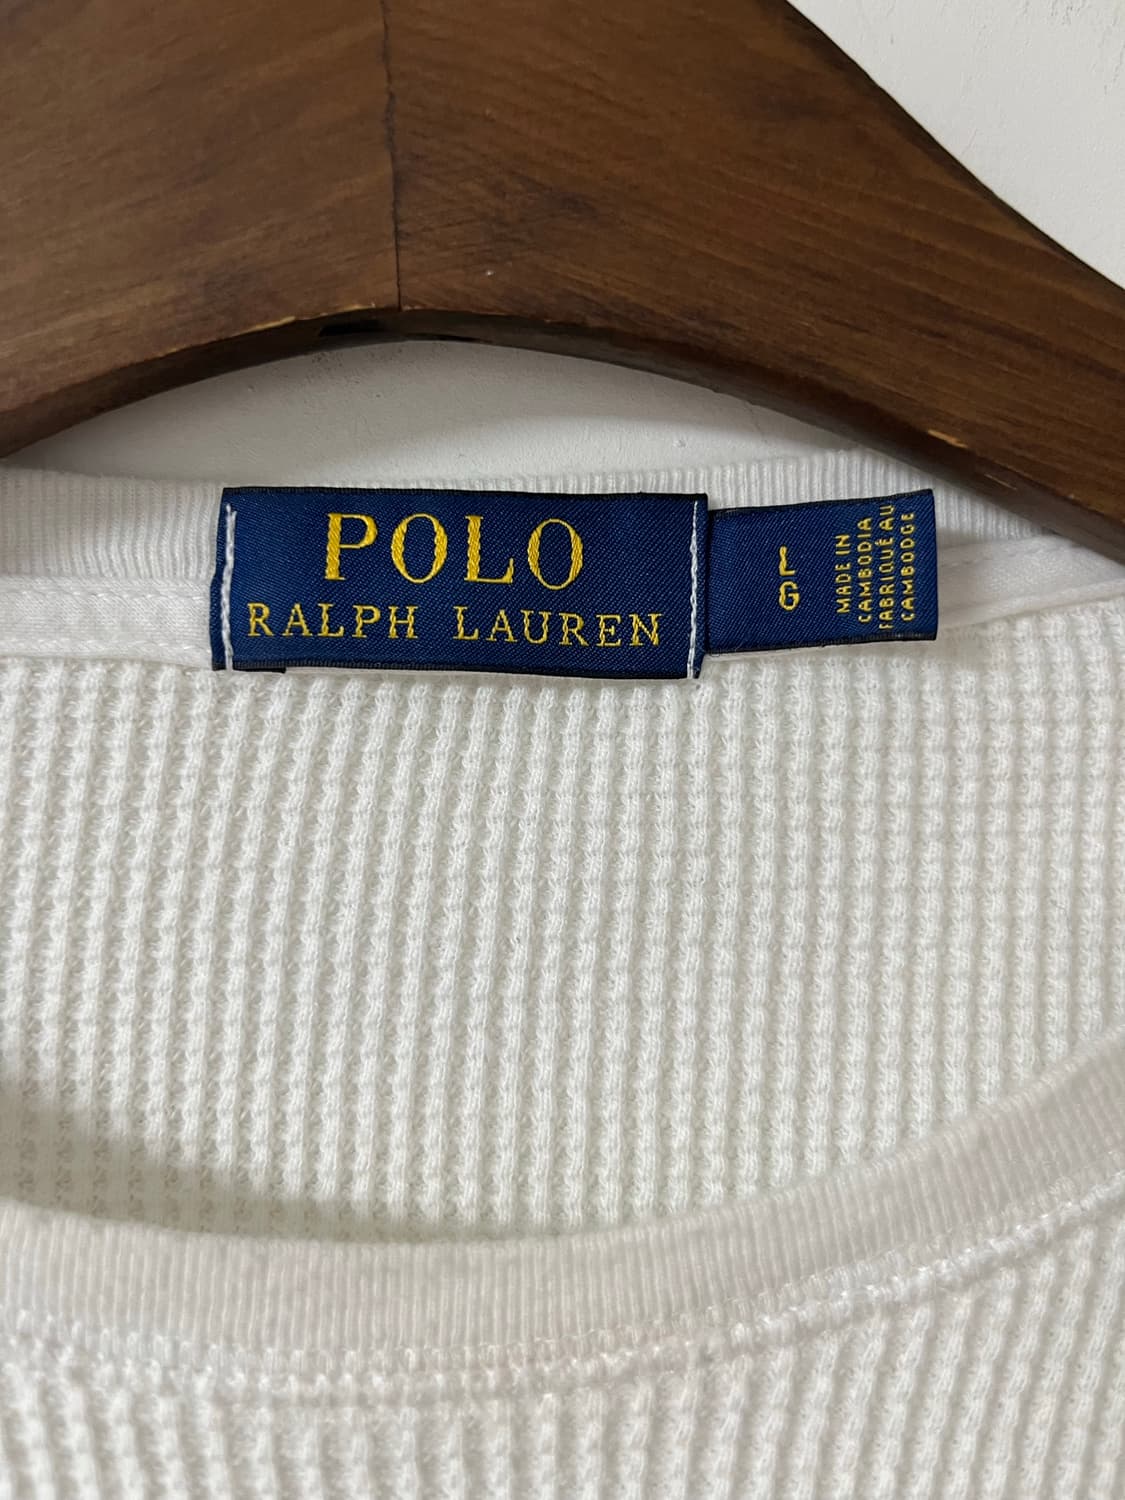 POLO
RALPH LAUREN
L
G
MADE IN
CAMBODIA
FABRIQUÉ AU
CAMBODGE